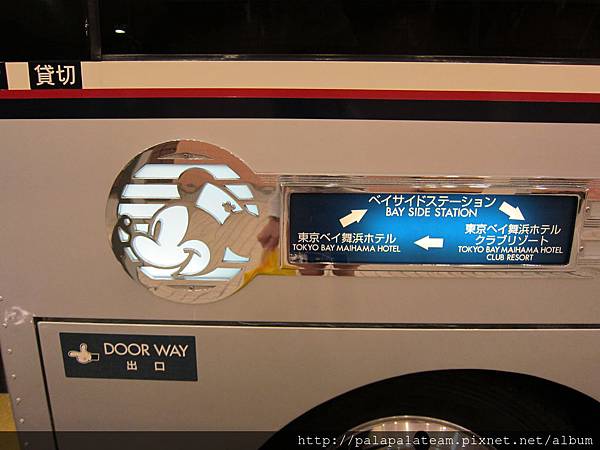 貸切
ベイサイドステーション
BAY SIDE STATION
東京ベイ舞浜ホテル
TOKYO BAY MAIHAMA HOTEL
東京ベイ舞浜ホテル
クラブリゾート
TOKYO BAY MAIHAMA HOTEL
CLUB RESORT
DOOR WAY
出口
http://palapalateam.pixnet.net/album